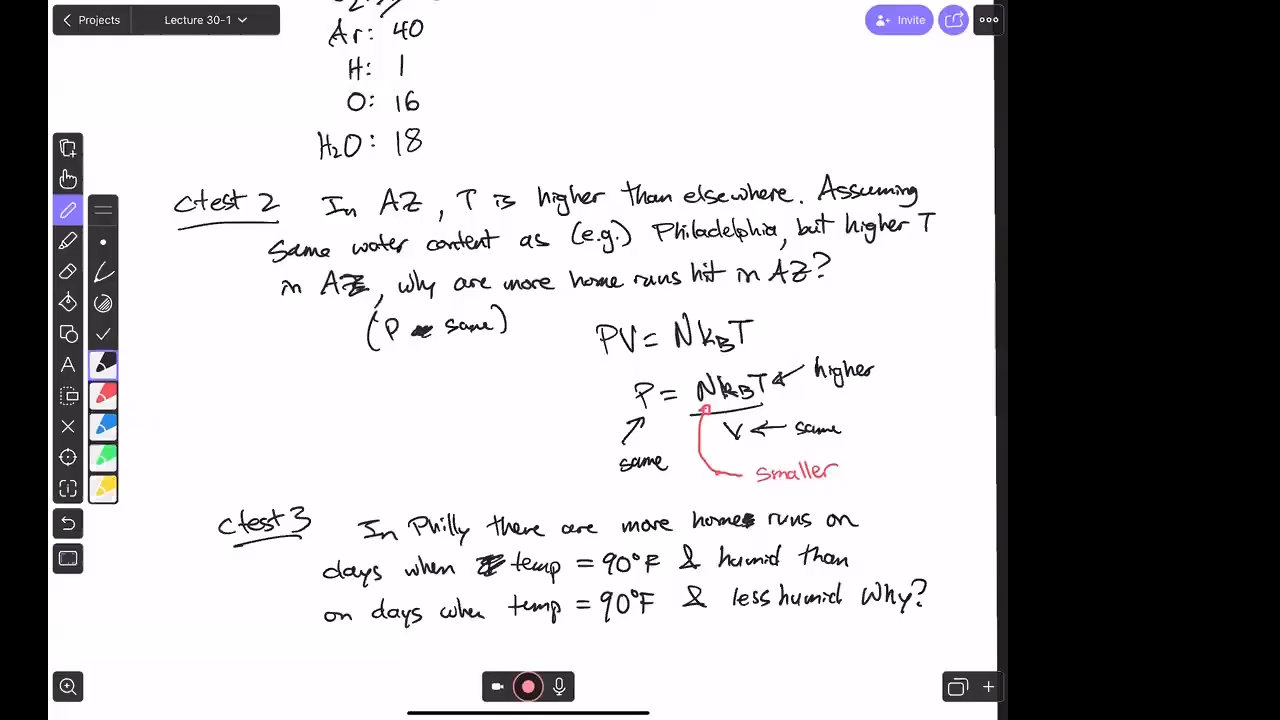 Projects
Lecture 30-1
Invite
Ar: 40
H: 1
O: 16
H₂O: 18
Ctest 2 In AZ, T is higher than elsewhere. Assuming
same water content as (e.g.) Philadelphia, but higher T
in AZ, why are more home runs hit in AZ?
(P same)
PV = NkBT
P = NkBT ← higher
V ← same
same
smaller
Ctest 3 In Philly there are more home runs on
days when temp = 90°F & humid than
on days when temp = 90°F & less humid Why?